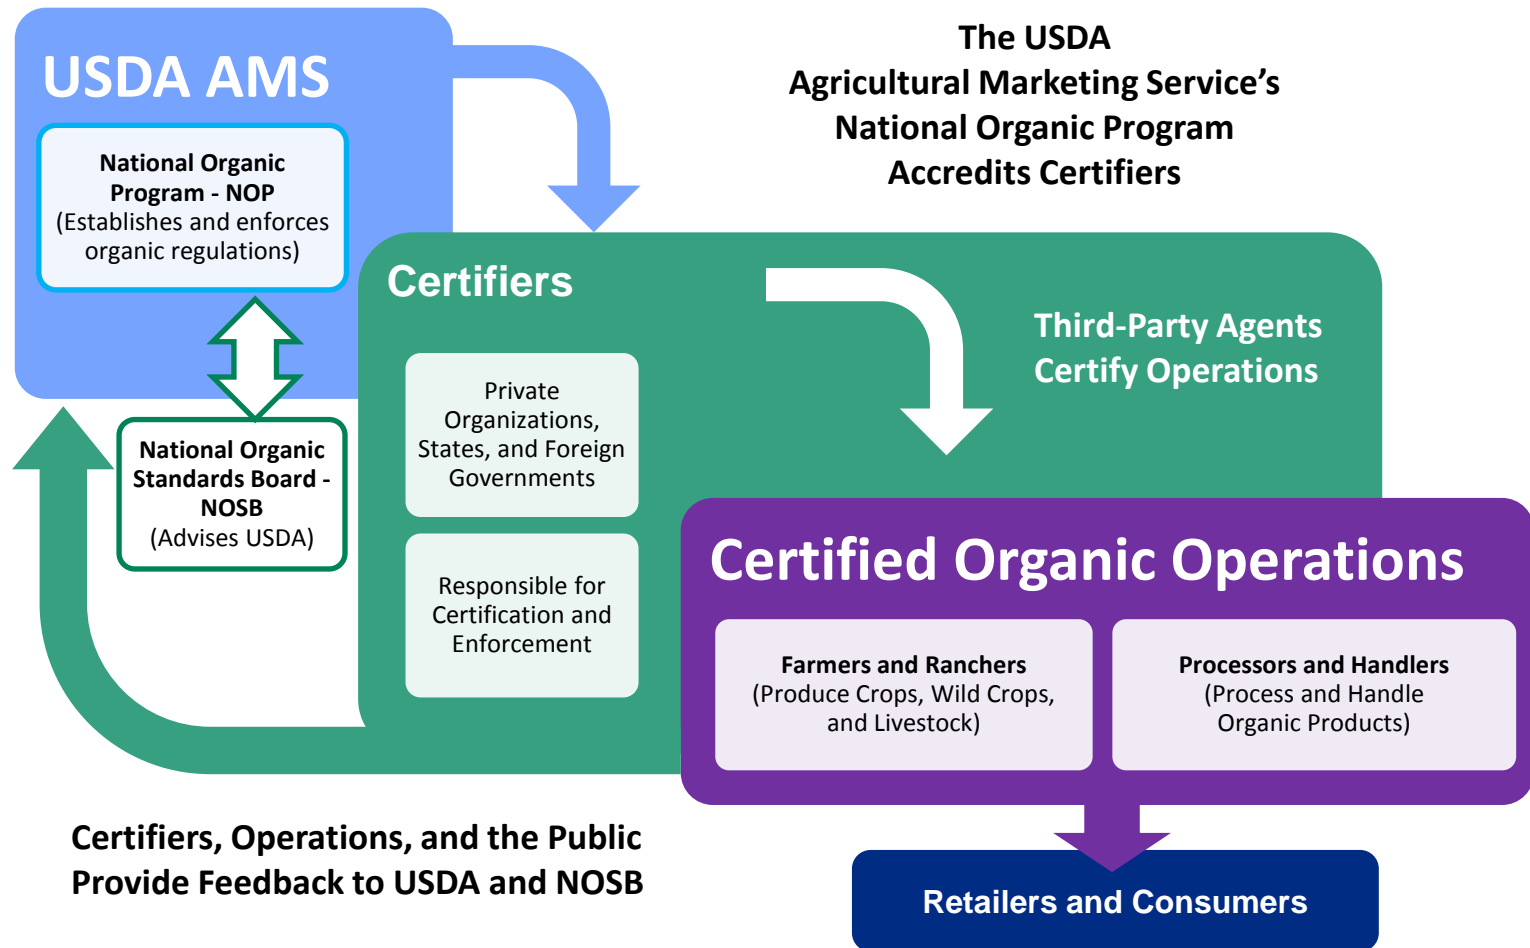 USDA AMS
National Organic
Program - NOP
(Establishes and enforces
organic regulations)
The USDA
Agricultural Marketing Service’s
National Organic Program
Accredits Certifiers
National Organic
Standards Board -
NOSB
(Advises USDA)
Certifiers
Private
Organizations,
States, and Foreign
Governments
Responsible for
Certification and
Enforcement
Third-Party Agents
Certify Operations
Certified Organic Operations
Farmers and Ranchers
(Produce Crops, Wild Crops,
and Livestock)
Processors and Handlers
(Process and Handle
Organic Products)
Certifiers, Operations, and the Public
Provide Feedback to USDA and NOSB
Retailers and Consumers